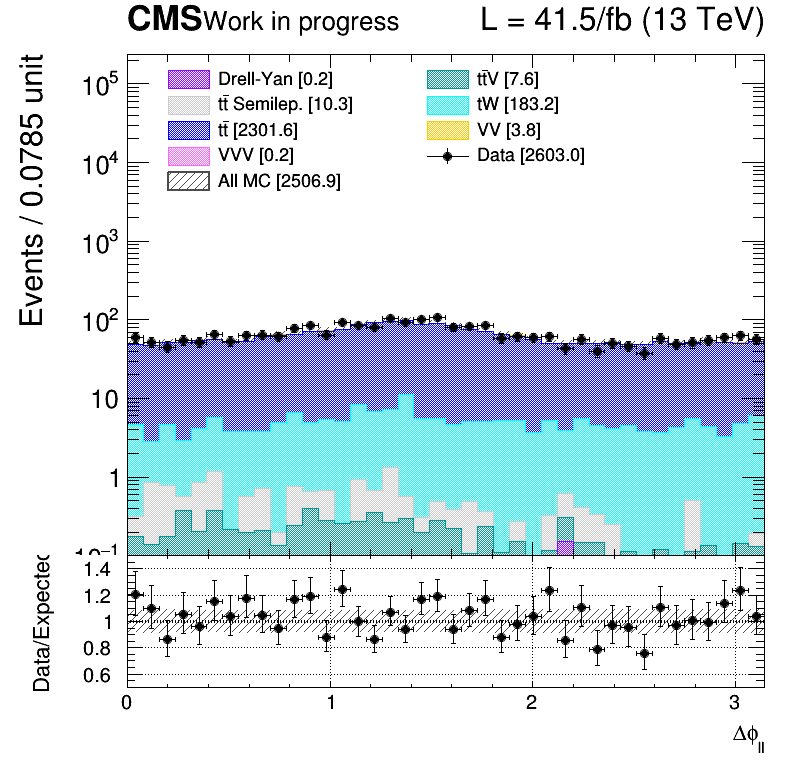 CMS Work in progress L = 41.5/fb (13 TeV)
Events / 0.0785 unit
Drell-Yan [0.2]
tt̄ Semilep. [10.3]
tt̄ [2301.6]
VVV [0.2]
All MC [2506.9]
tt̄V [7.6]
tW [183.2]
VV [3.8]
Data [2603.0]
10⁵
10⁴
10³
10²
10
1
10⁻¹
Data/Expected
1.4
1.2
1
0.8
0.6
0 1 2 3
Δϕ_ll